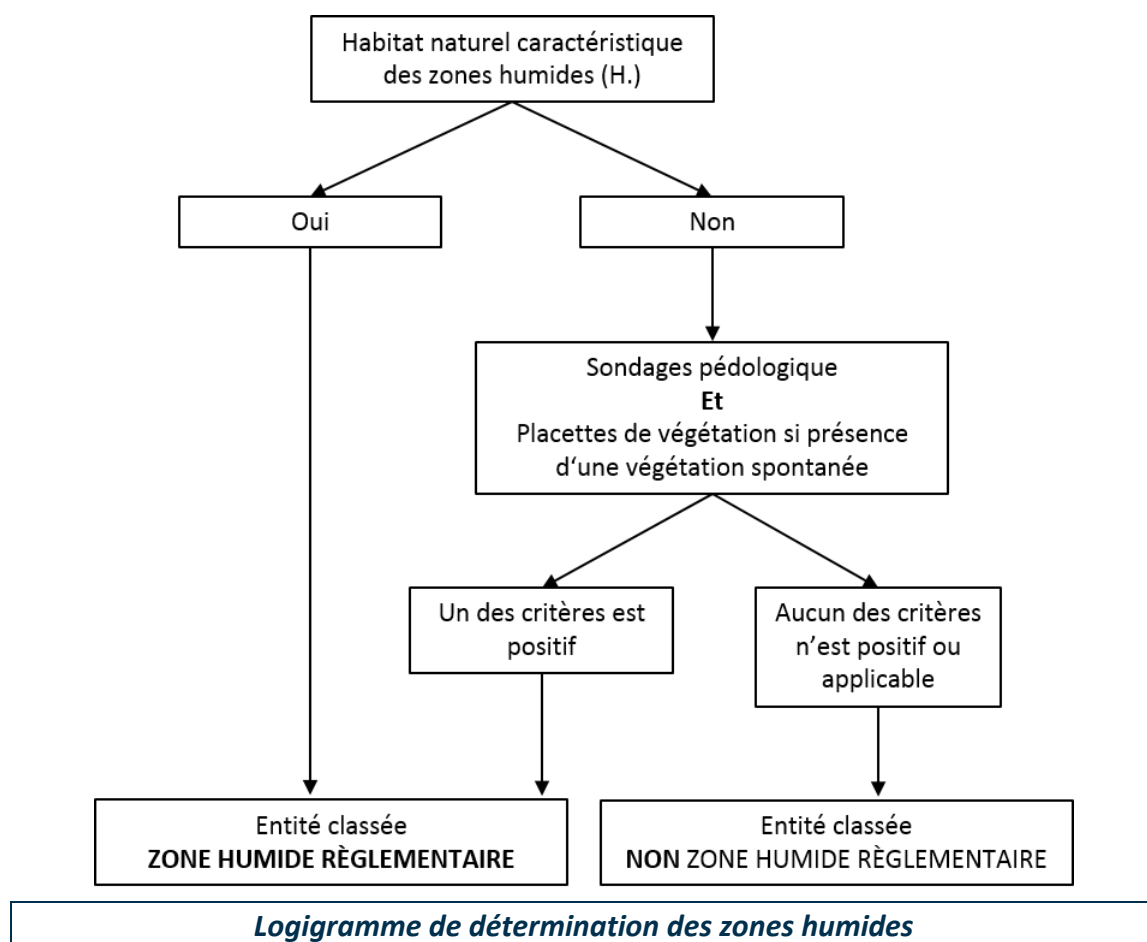 Habitat naturel caractéristique
des zones humides (H.)
Oui
Non
Sondages pédologique
Et
Placettes de végétation si présence
d‘une végétation spontanée
Un des critères est
positif
Aucun des critères
n’est positif ou
applicable
Entité classée
ZONE HUMIDE RÈGLEMENTAIRE
Entité classée
NON ZONE HUMIDE RÈGLEMENTAIRE
Logigramme de détermination des zones humides